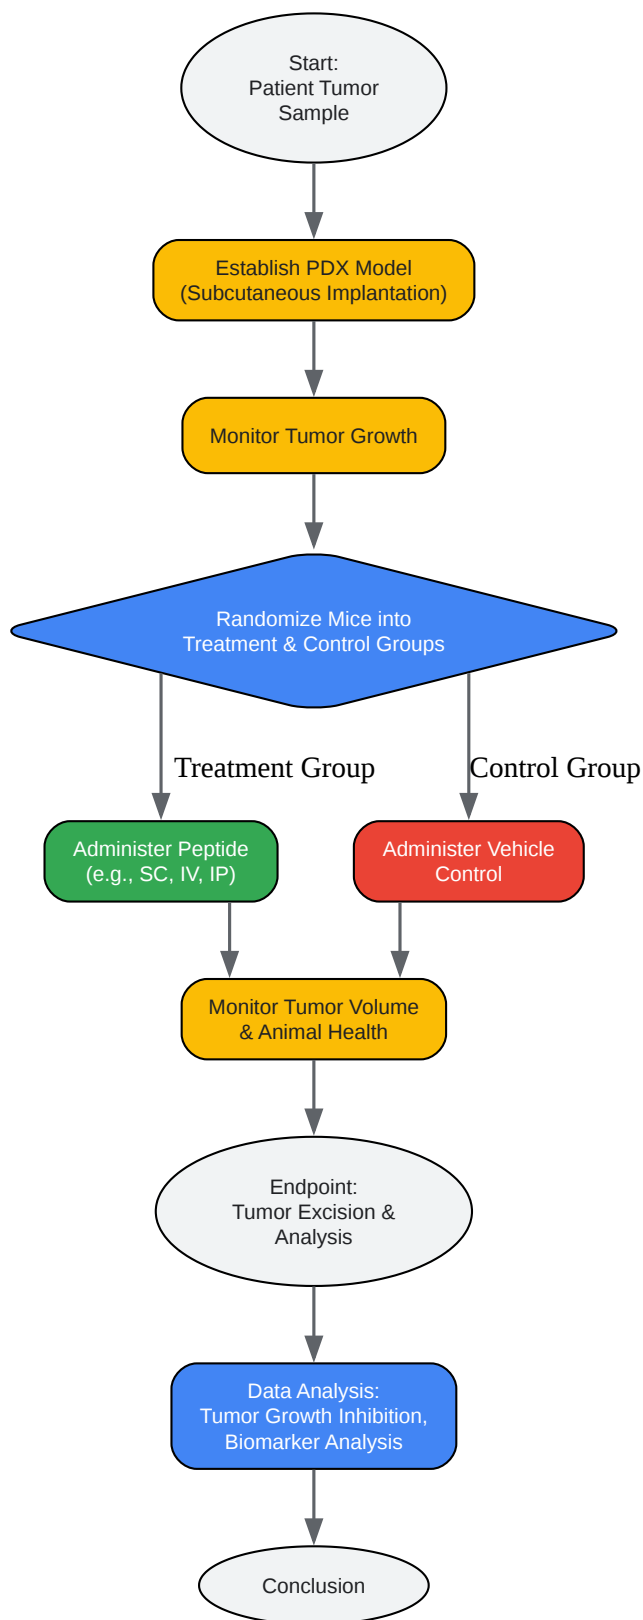 Start:
Patient Tumor
Sample
Establish PDX Model
(Subcutaneous Implantation)
Monitor Tumor Growth
Randomize Mice into
Treatment & Control Groups
Treatment Group
Control Group
Administer Peptide
(e.g., SC, IV, IP)
Administer Vehicle
Control
Monitor Tumor Volume
& Animal Health
Endpoint:
Tumor Excision &
Analysis
Data Analysis:
Tumor Growth Inhibition,
Biomarker Analysis
Conclusion